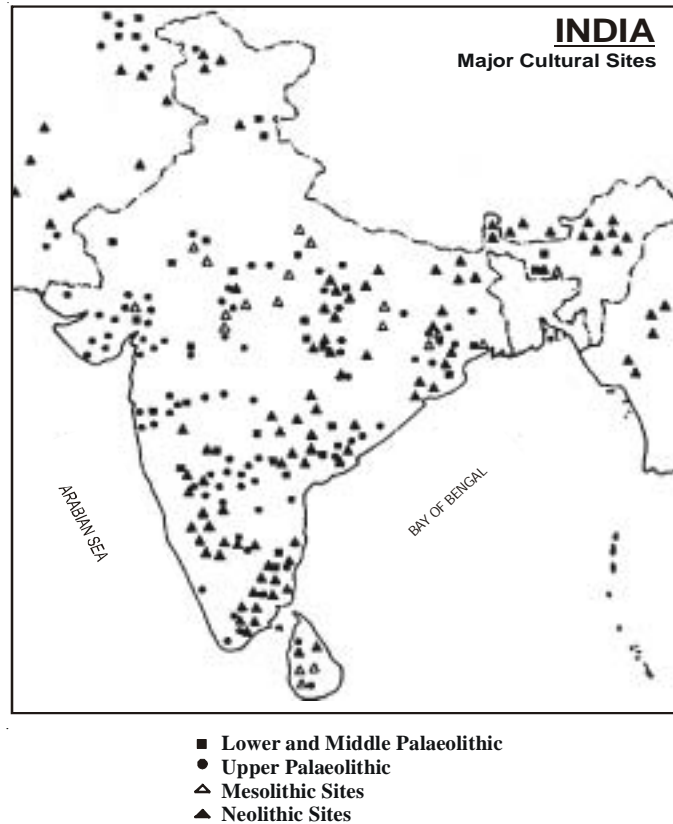 INDIA
Major Cultural Sites
ARABIAN SEA
BAY OF BENGAL
Lower and Middle Palaeolithic
Upper Palaeolithic
Mesolithic Sites
Neolithic Sites